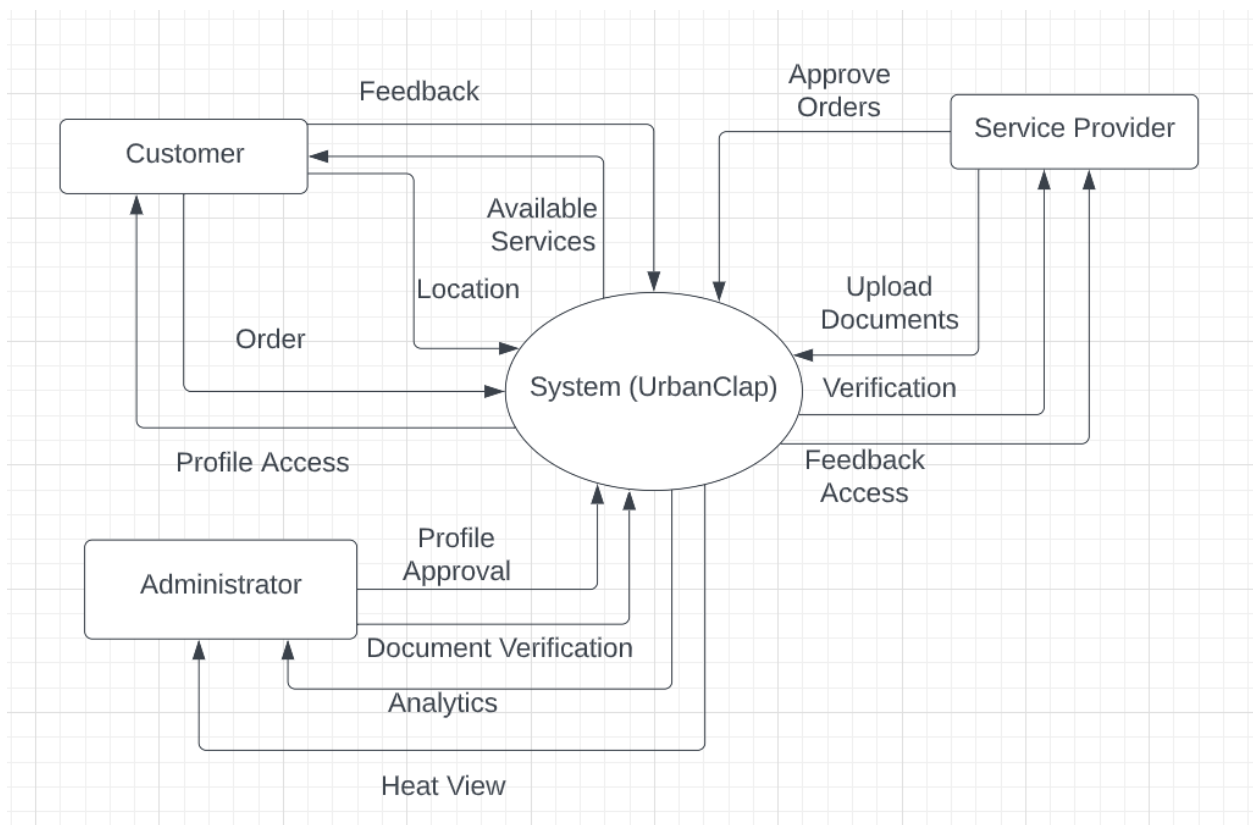 Feedback
Approve
Orders
Customer
Service Provider
Available
Services
Location
Upload
Documents
Order
System (UrbanClap)
Verification
Profile Access
Feedback
Access
Profile
Approval
Administrator
Document Verification
Analytics
Heat View